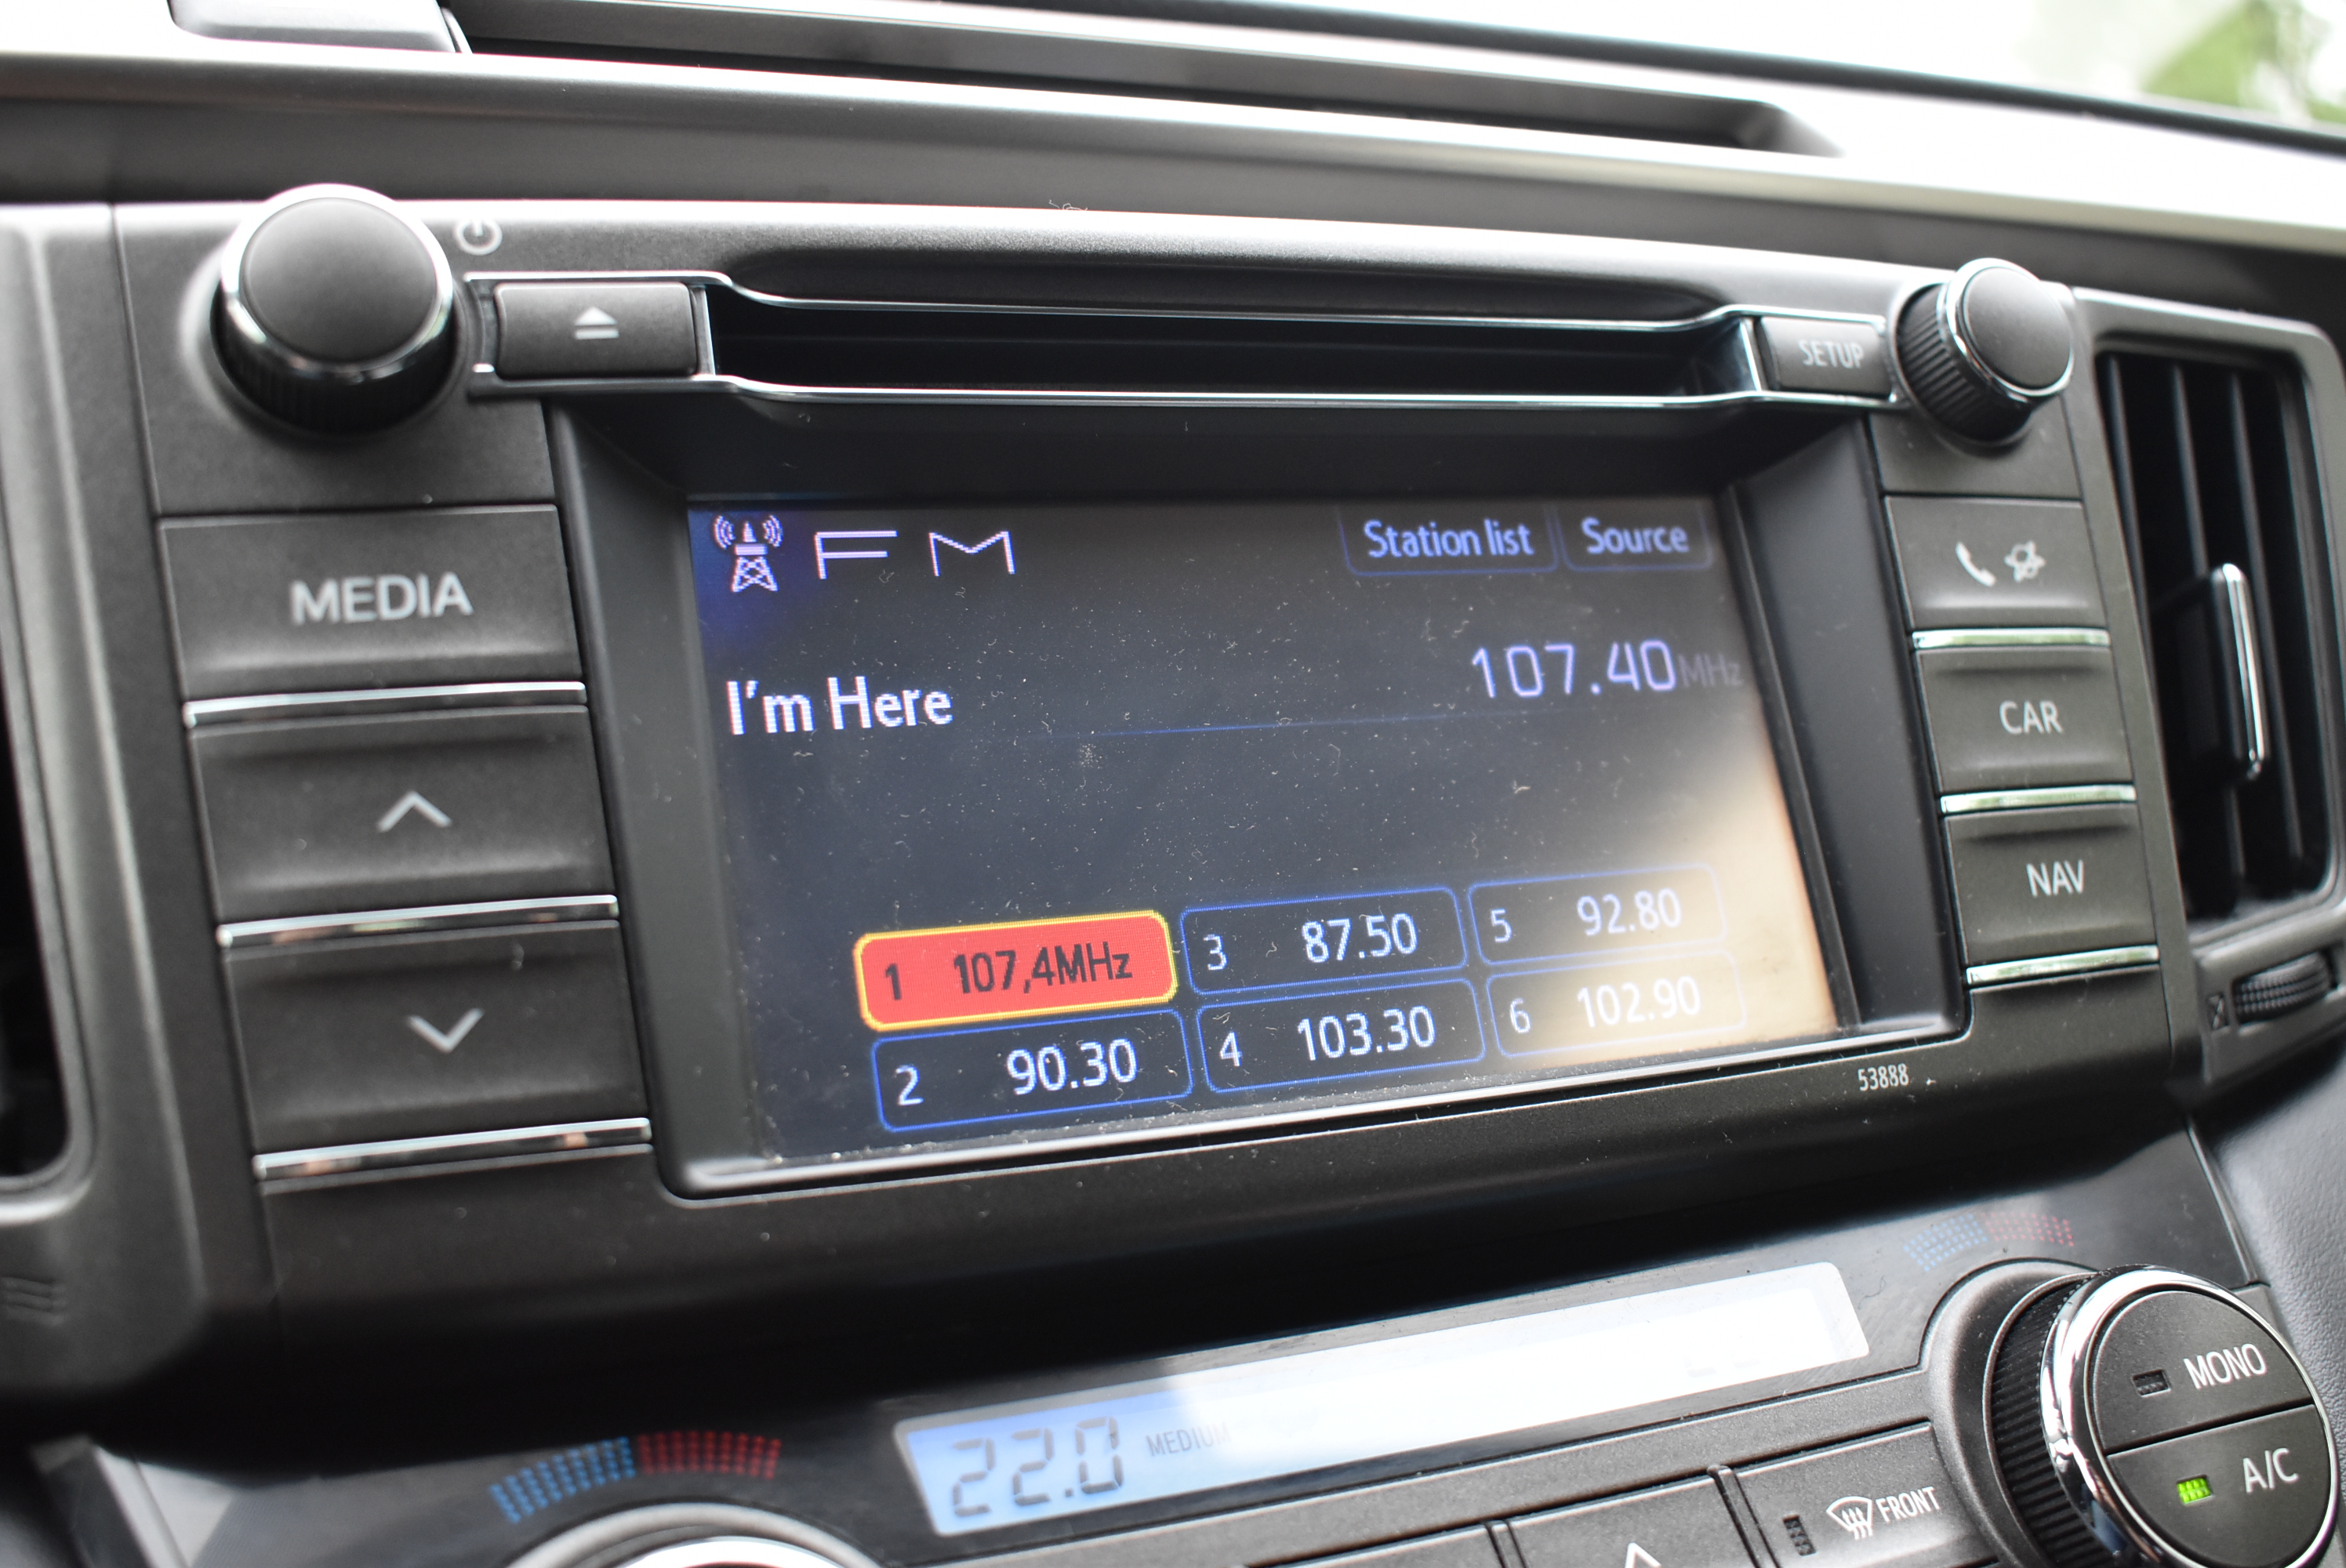 SETUP
FM
Station list
Source
MEDIA
107.40MHz
I'm Here
CAR
NAV
1 107,4MHz
3 87.50
5 92.80
2 90.30
4 103.30
6 102.90
53888
22.0 MEDIUM
MONO
A/C
FRONT